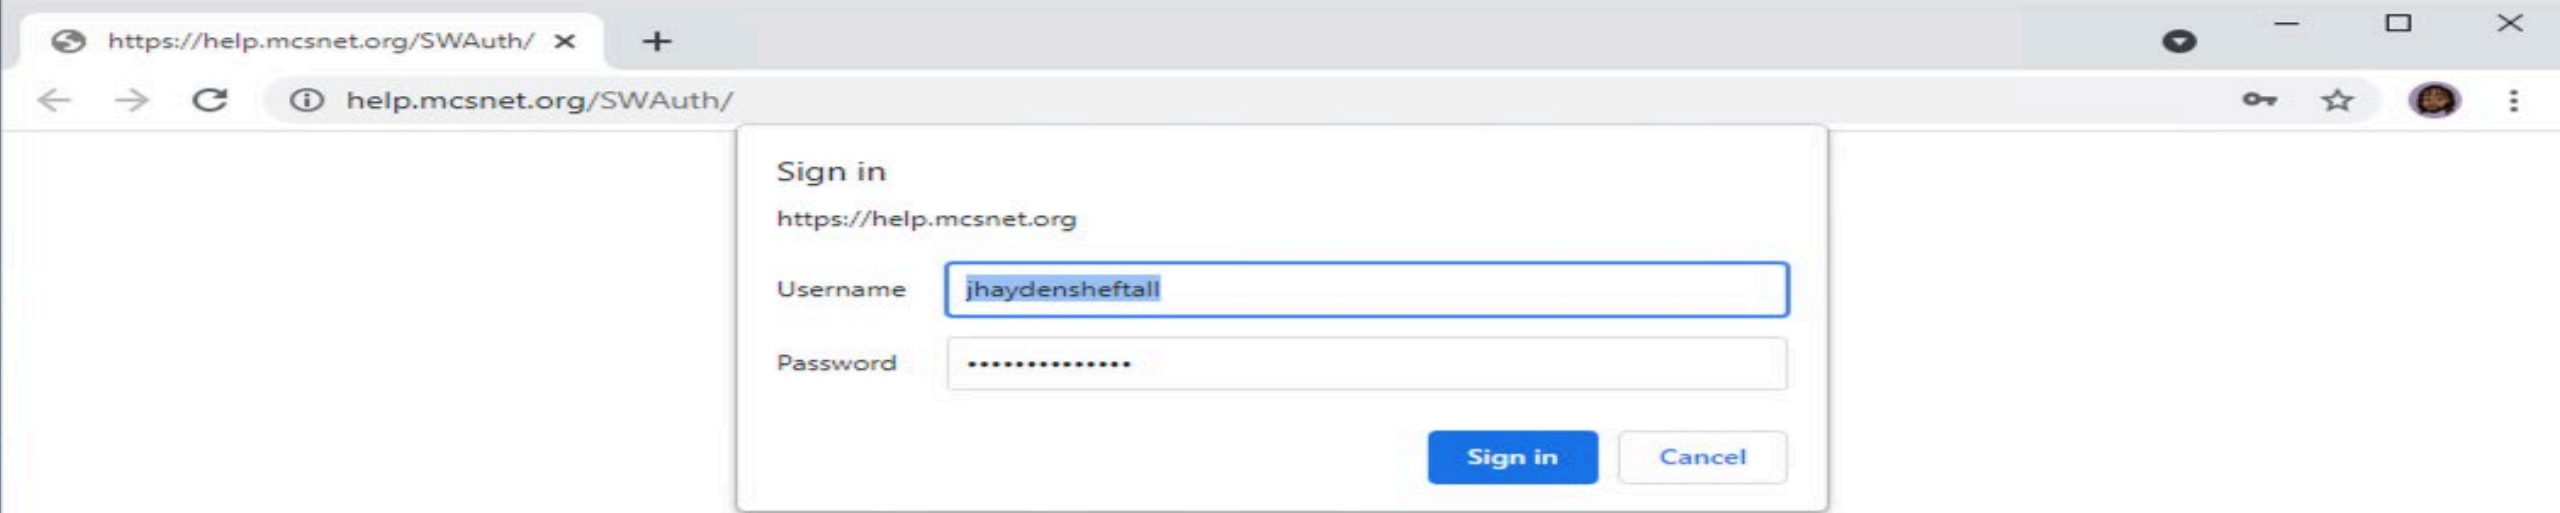 https://help.mcsnet.org/SWAuth/
help.mcsnet.org/SWAuth/
Sign in
https://help.mcsnet.org
Username jhaydensheftall
Password ••••••••••••••
Sign in Cancel